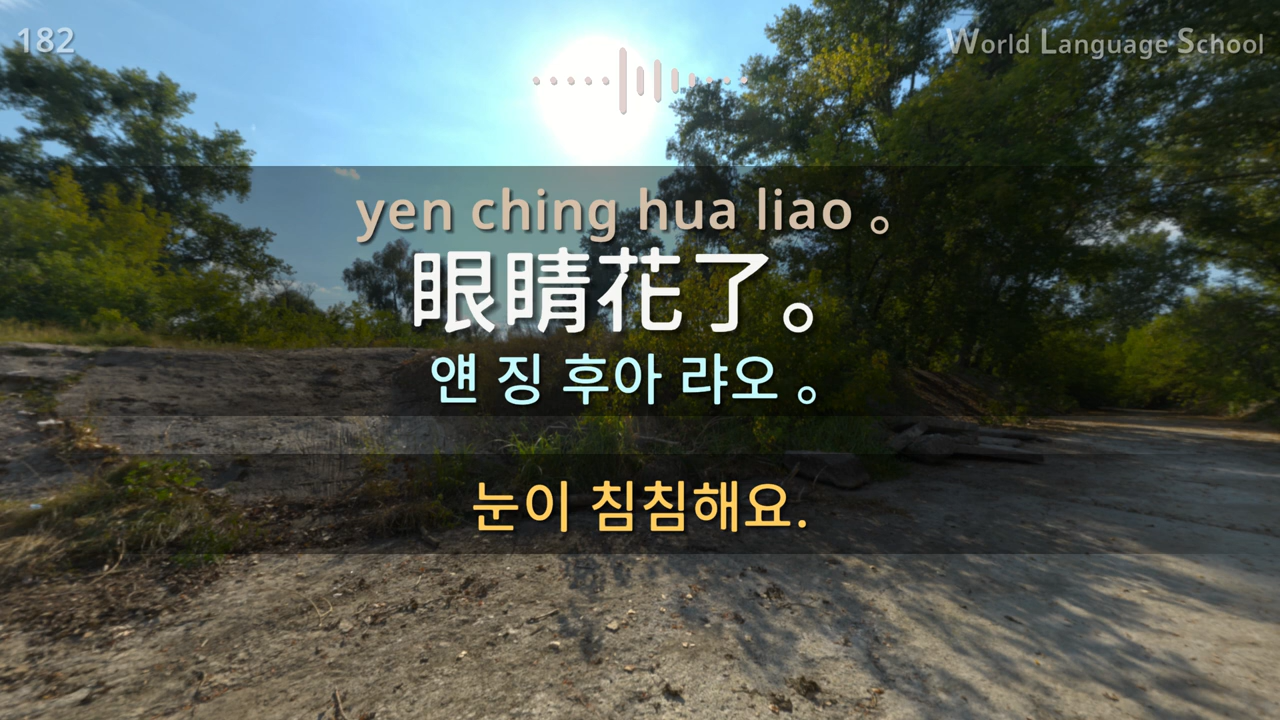 182
World Language School
yen ching hua liao 。
眼睛花了。
얜 징 후아 랴오 。
눈이 침침해요.